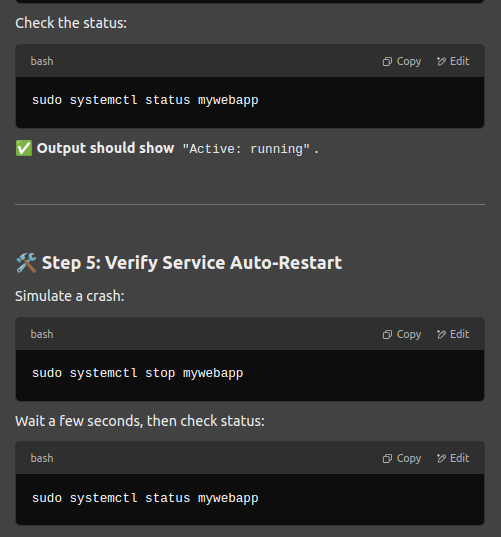 Check the status:
bash
Copy
Edit
sudo systemctl status mywebapp
✅ Output should show "Active: running".
🛠️ Step 5: Verify Service Auto-Restart
Simulate a crash:
bash
Copy
Edit
sudo systemctl stop mywebapp
Wait a few seconds, then check status:
bash
Copy
Edit
sudo systemctl status mywebapp